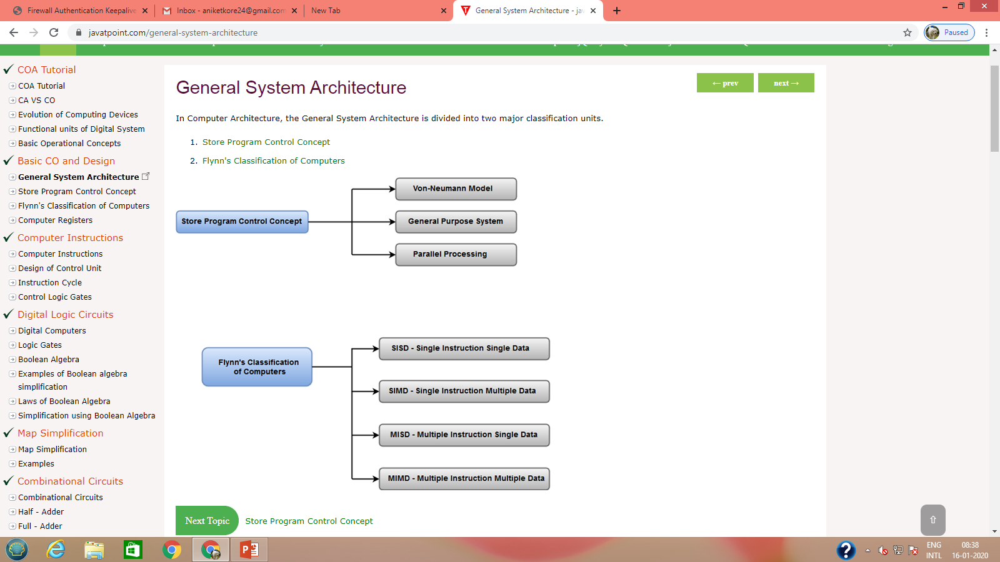 Firewall Authentication Keepalive
Inbox - aniketkore24@gmail.com
New Tab
General System Architecture - jav
javatpoint.com/general-system-architecture
Paused
COA Tutorial
COA Tutorial
CA VS CO
Evolution of Computing Devices
Functional units of Digital System
Basic Operational Concepts
Basic CO and Design
General System Architecture
Store Program Control Concept
Flynn's Classification of Computers
Computer Registers
Computer Instructions
Computer Instructions
Design of Control Unit
Instruction Cycle
Control Logic Gates
Digital Logic Circuits
Digital Computers
Logic Gates
Boolean Algebra
Examples of Boolean algebra
simplification
Laws of Boolean Algebra
Simplification using Boolean Algebra
Map Simplification
Map Simplification
Examples
Combinational Circuits
Combinational Circuits
Half - Adder
Full - Adder
General System Architecture
← prev
next →
In Computer Architecture, the General System Architecture is divided into two major classification units.
1. Store Program Control Concept
2. Flynn's Classification of Computers
Store Program Control Concept
Von-Neumann Model
General Purpose System
Parallel Processing
Flynn's Classification
of Computers
SISD - Single Instruction Single Data
SIMD - Single Instruction Multiple Data
MISD - Multiple Instruction Single Data
MIMD - Multiple Instruction Multiple Data
Next Topic
Store Program Control Concept
ENG
INTL
08:38
16-01-2020